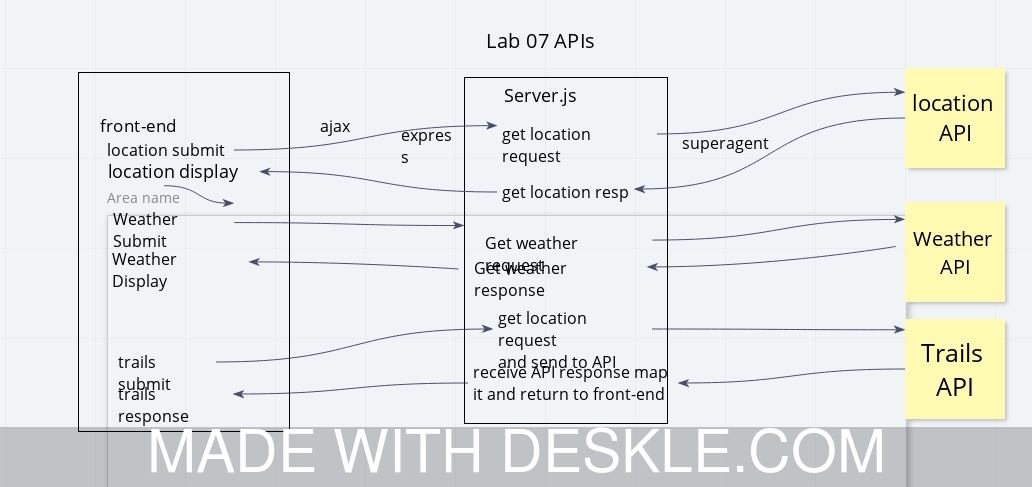 Lab 07 APIs
front-end
location submit
location display
Area name
Weather
Submit
Weather
Display
trails
submit
trails
response
ajax
expres
s
Server.js
get location
request
get location resp
Get weather
request
Get weather
response
get location
request
and send to API
receive API response map
it and return to front-end
superagent
location
API
Weather
API
Trails
API
MADE WITH DESKLE.COM